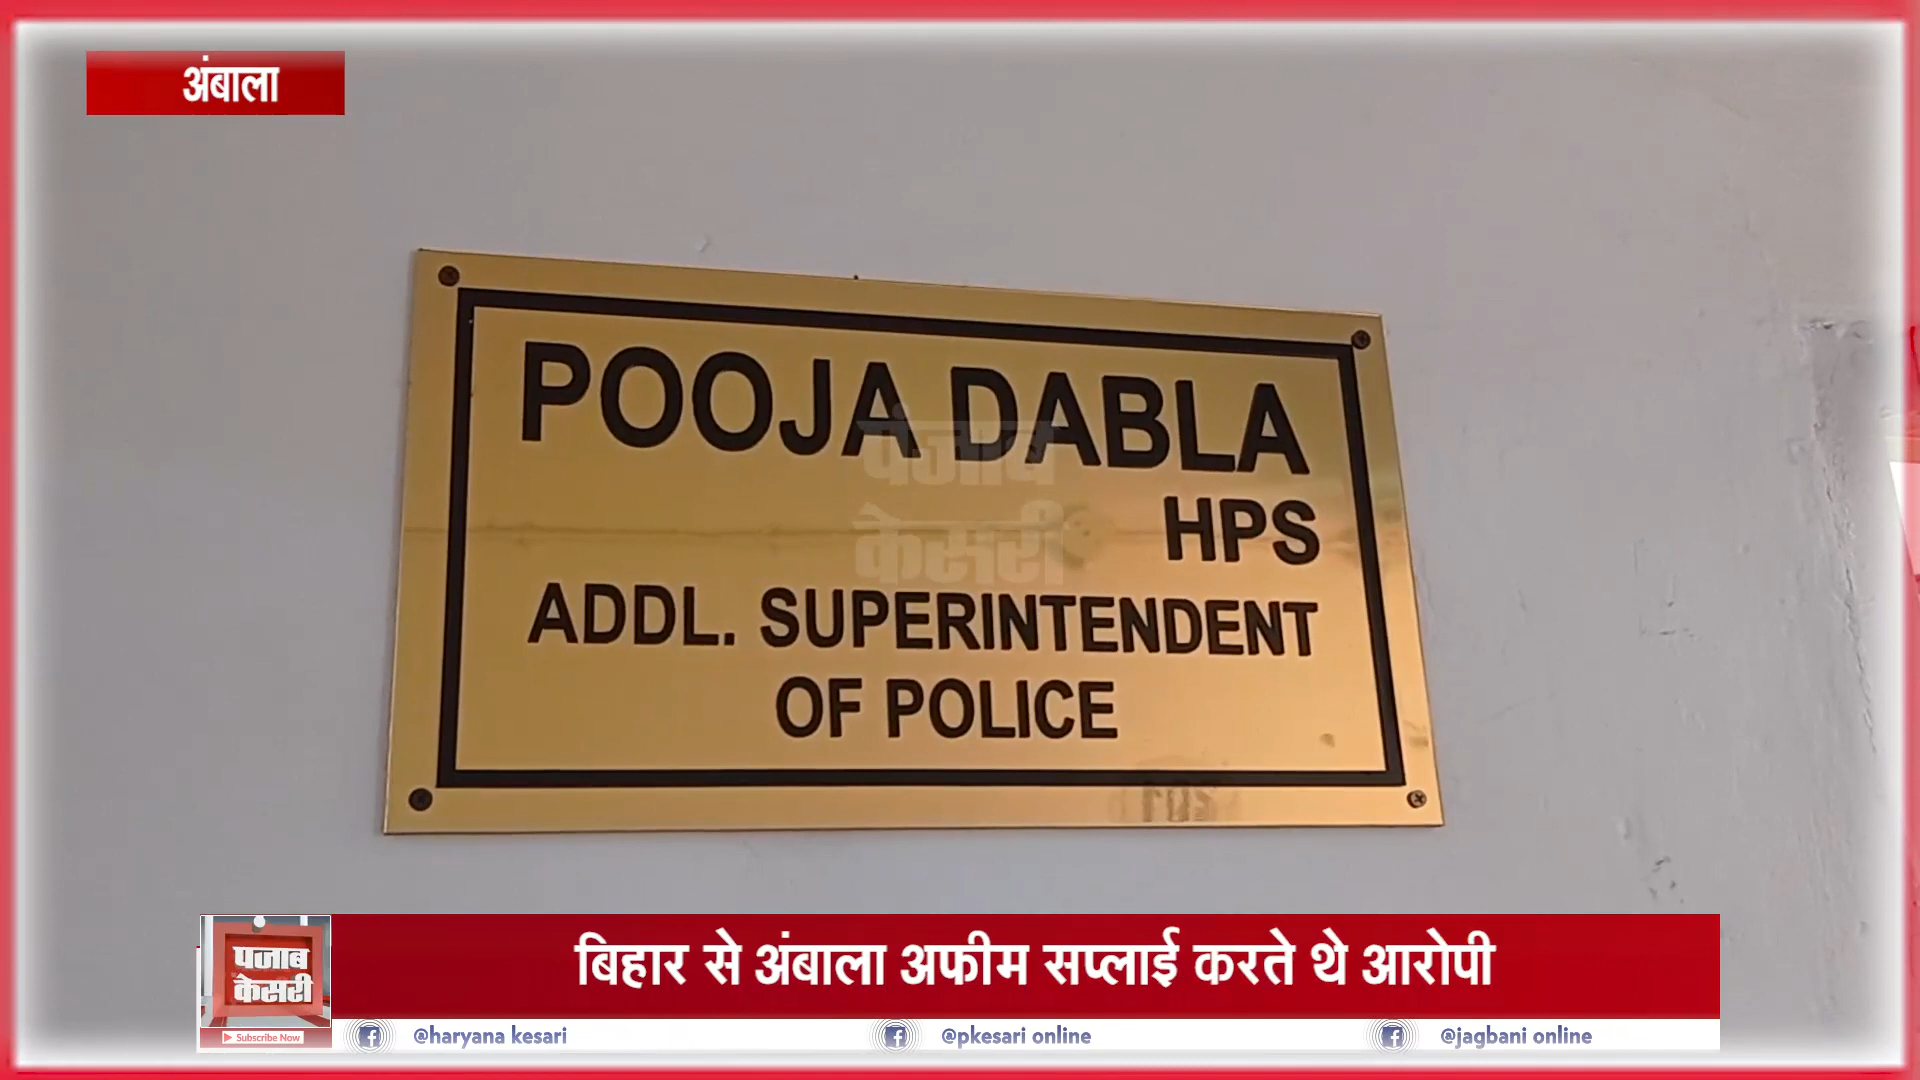 अंबाला
POOJA DABLA
HPS
ADDL. SUPERINTENDENT
OF POLICE
पंजाब
केसरी
बिहार से अंबाला अफीम सप्लाई करते थे आरोपी
पंजाब
केसरी
Subscribe Now
@haryana kesari
@pkesari online
@jagbani online